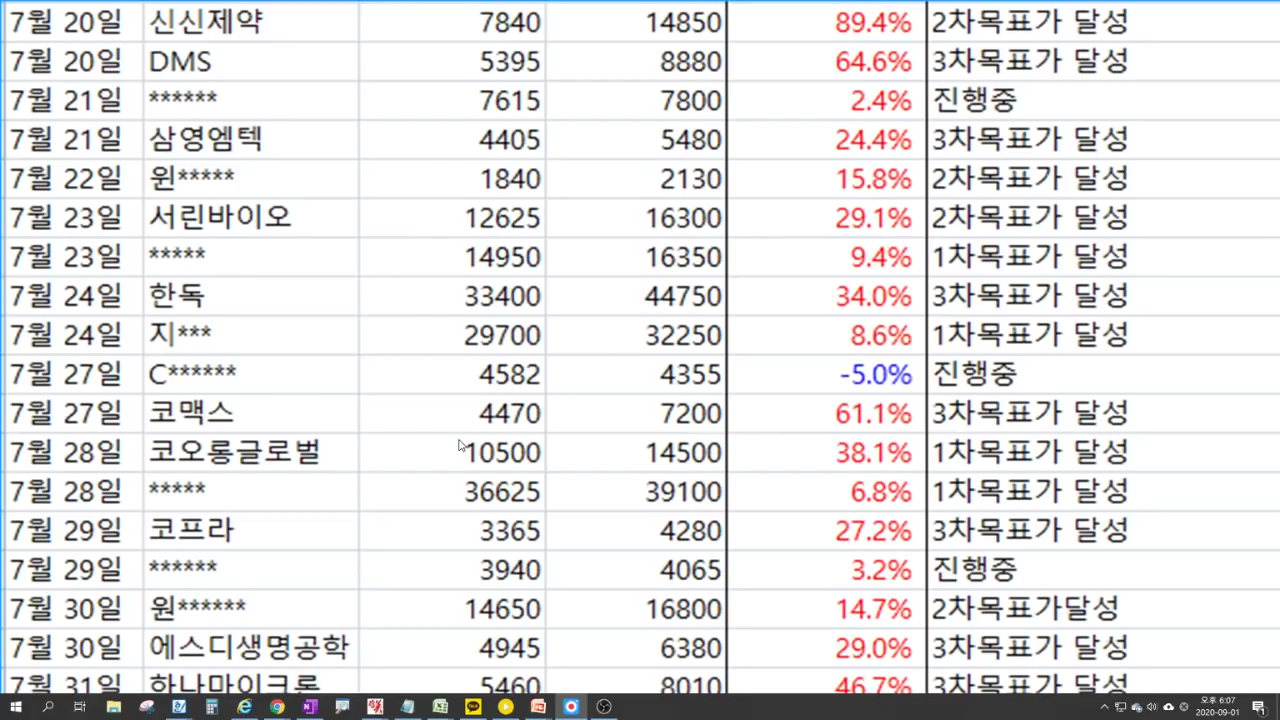 7월 20일 신신제약 7840 14850 89.4% 2차목표가 달성
7월 20일 DMS 5395 8880 64.6% 3차목표가 달성
7월 21일 ****** 7615 7800 2.4% 진행중
7월 21일 삼영엠텍 4405 5480 24.4% 3차목표가 달성
7월 22일 윈***** 1840 2130 15.8% 2차목표가 달성
7월 23일 서린바이오 12625 16300 29.1% 2차목표가 달성
7월 23일 ***** 14950 16350 9.4% 1차목표가 달성
7월 24일 한독 33400 44750 34.0% 3차목표가 달성
7월 24일 지*** 29700 32250 8.6% 1차목표가 달성
7월 27일 C****** 4582 4355 -5.0% 진행중
7월 27일 코맥스 4470 7200 61.1% 3차목표가 달성
7월 28일 코오롱글로벌 10500 14500 38.1% 1차목표가 달성
7월 28일 ***** 36625 39100 6.8% 1차목표가 달성
7월 29일 코프라 3365 4280 27.2% 3차목표가 달성
7월 29일 ****** 3940 4065 3.2% 진행중
7월 30일 원****** 14650 16800 14.7% 2차목표가달성
7월 30일 에스디생명공학 4945 6380 29.0% 3차목표가 달성
7월 31일 하나마이크론 5460 8010 46.7% 3차목표가 달성
오후 6:07
2020-09-01